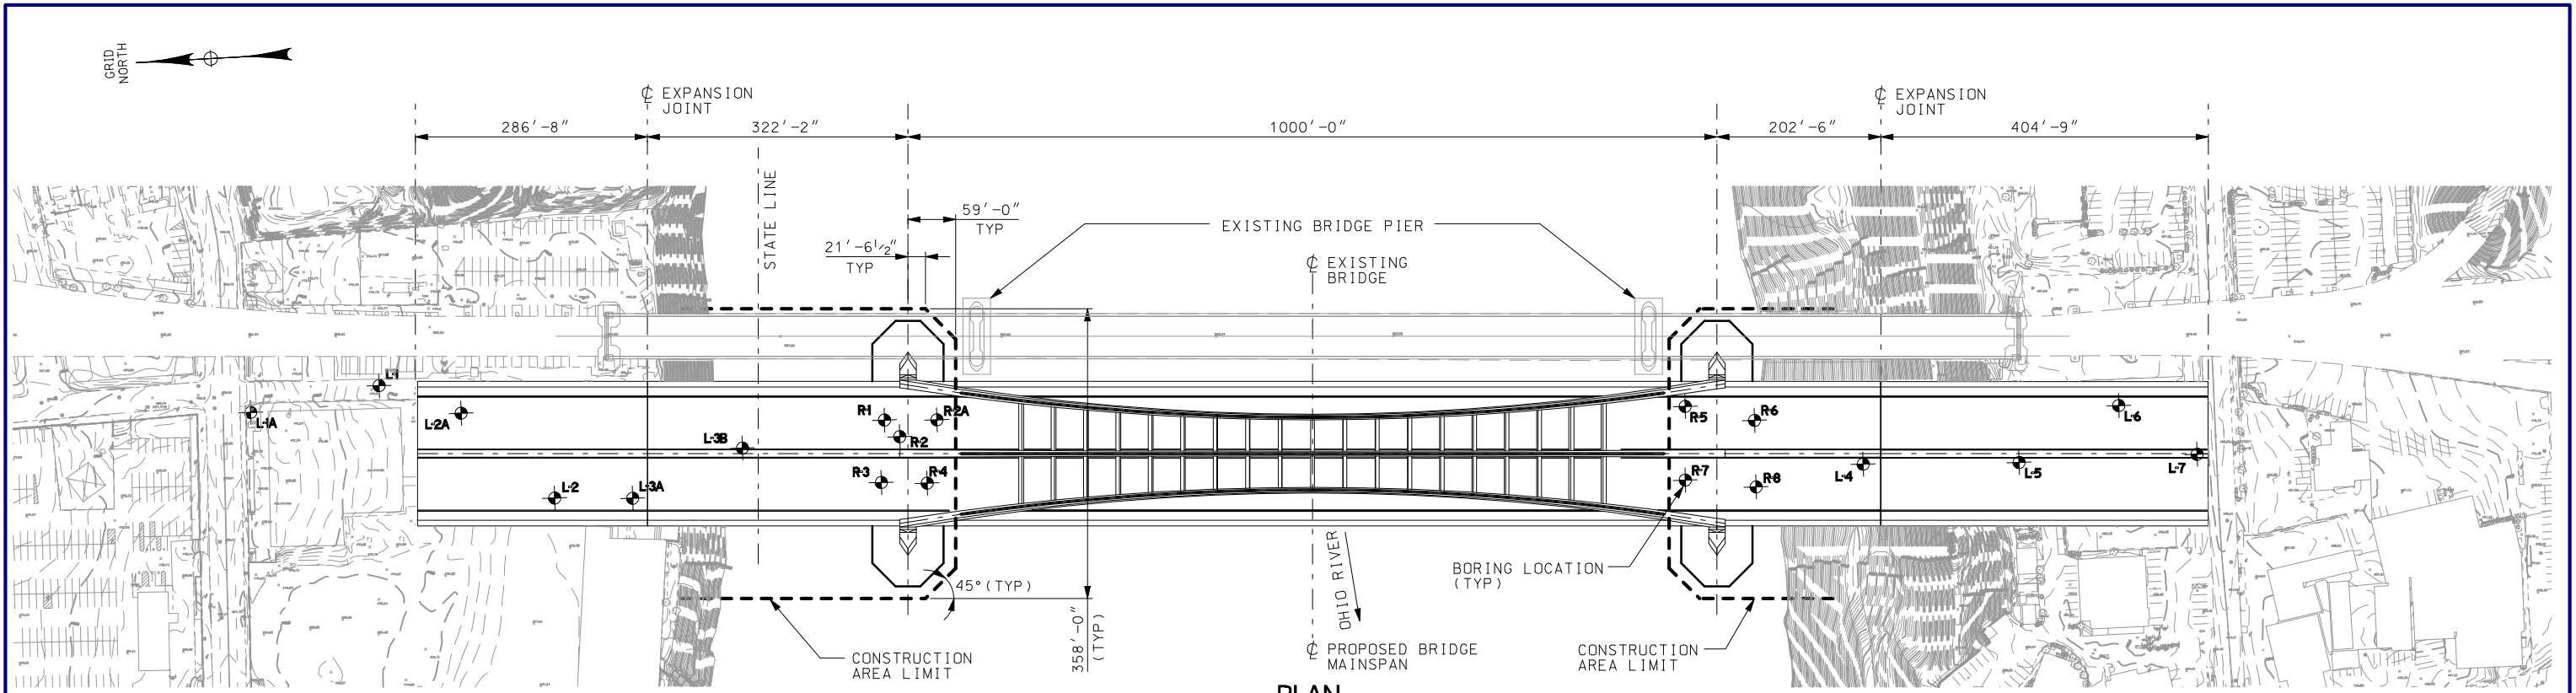 GRID
NORTH
℄ EXPANSION
JOINT
℄ EXPANSION
JOINT
286'-8"
322'-2"
1000'-0"
202'-6"
404'-9"
STATE LINE
59'-0"
TYP
21'-6½"
TYP
EXISTING BRIDGE PIER
℄ EXISTING
BRIDGE
L-1A
L-2A
L-3B
R-1
R-2A
R-2
R-3
R-4
L-2
L-3A
R-5
R-6
R-7
R-8
L-4
L-5
L-6
L-7
45° (TYP)
358'-0"
(TYP)
OHIO RIVER
BORING LOCATION
(TYP)
CONSTRUCTION
AREA LIMIT
℄ PROPOSED BRIDGE
MAINSPAN
CONSTRUCTION
AREA LIMIT
PLAN